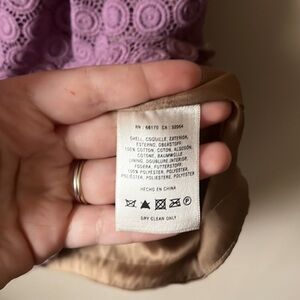 RN: 66170 CA: 30004
SHELL, COQUILLE, EXTERIOR,
ESTERNO, OBERSTOFF:
100% COTTON, COTON, ALGODÓN,
COTONE, BAUMWOLLE
LINING, DOUBLURE, INTERIOR,
FODERA, FUTTERSTOFF:
100% POLYESTER, POLYESTER,
POLIÉSTER, POLIESTERE, POLYESTER
HECHO EN CHINA
DRY CLEAN ONLY